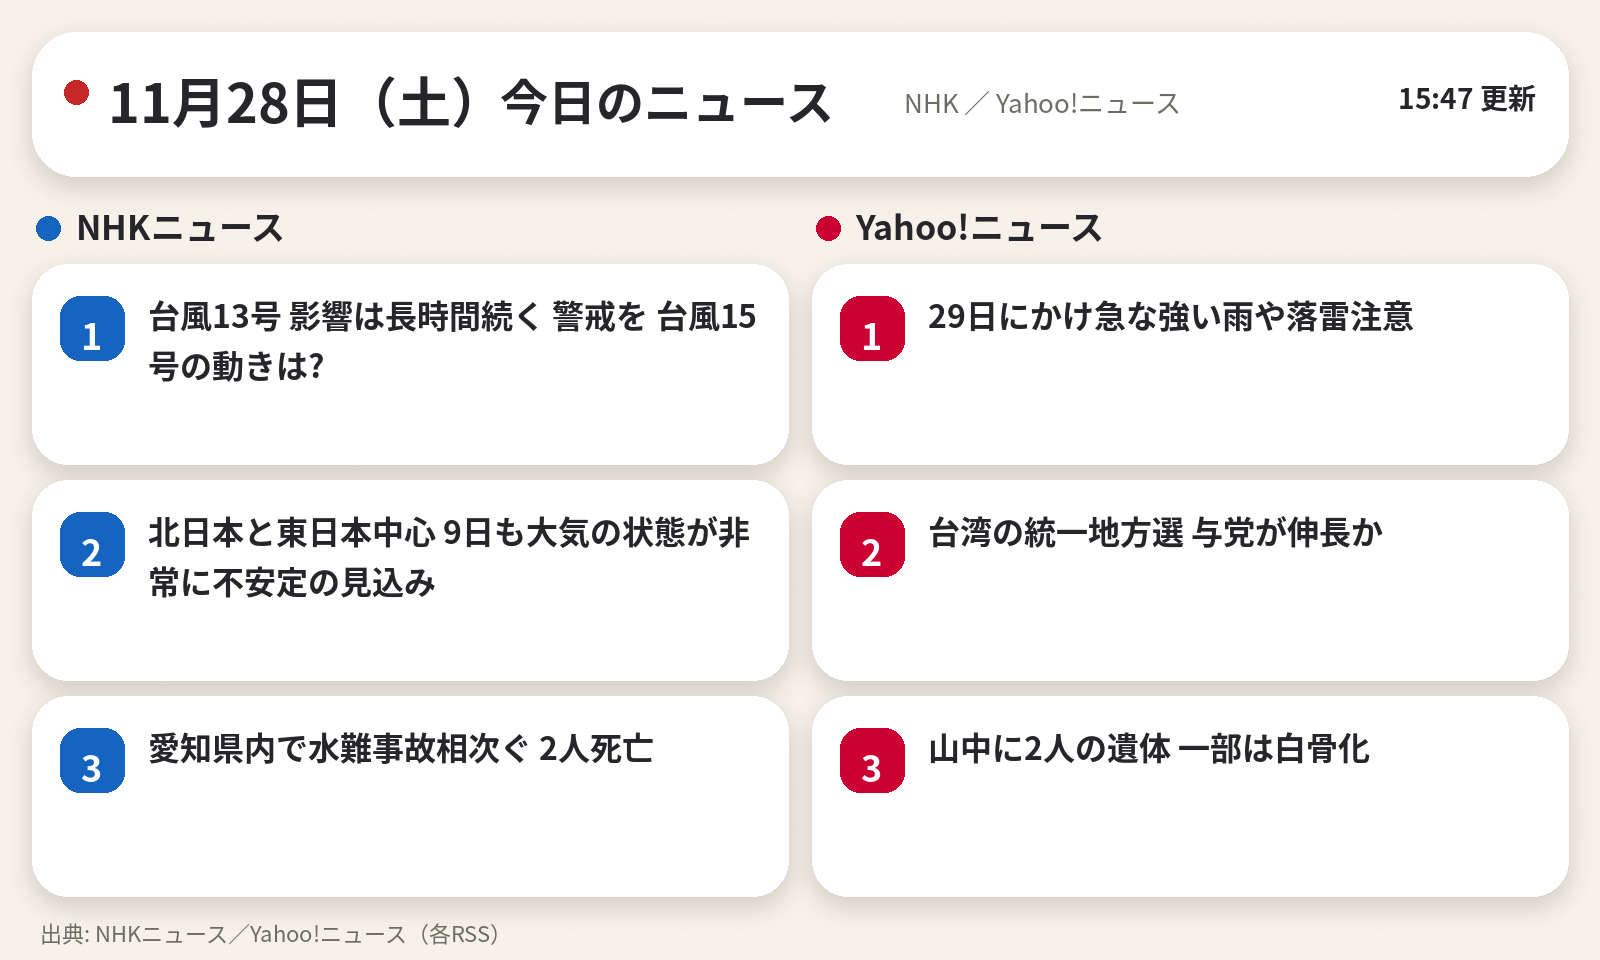 11月28日（土）今日のニュース
NHK ／ Yahoo!ニュース
15:47 更新
NHKニュース
1
台風13号 影響は長時間続く 警戒を 台風15
号の動きは?
2
北日本と東日本中心 9日も大気の状態が非
常に不安定の見込み
3
愛知県内で水難事故相次ぐ 2人死亡
Yahoo!ニュース
1
29日にかけ急な強い雨や落雷注意
2
台湾の統一地方選 与党が伸長か
3
山中に2人の遺体 一部は白骨化
出典: NHKニュース／Yahoo!ニュース（各RSS）